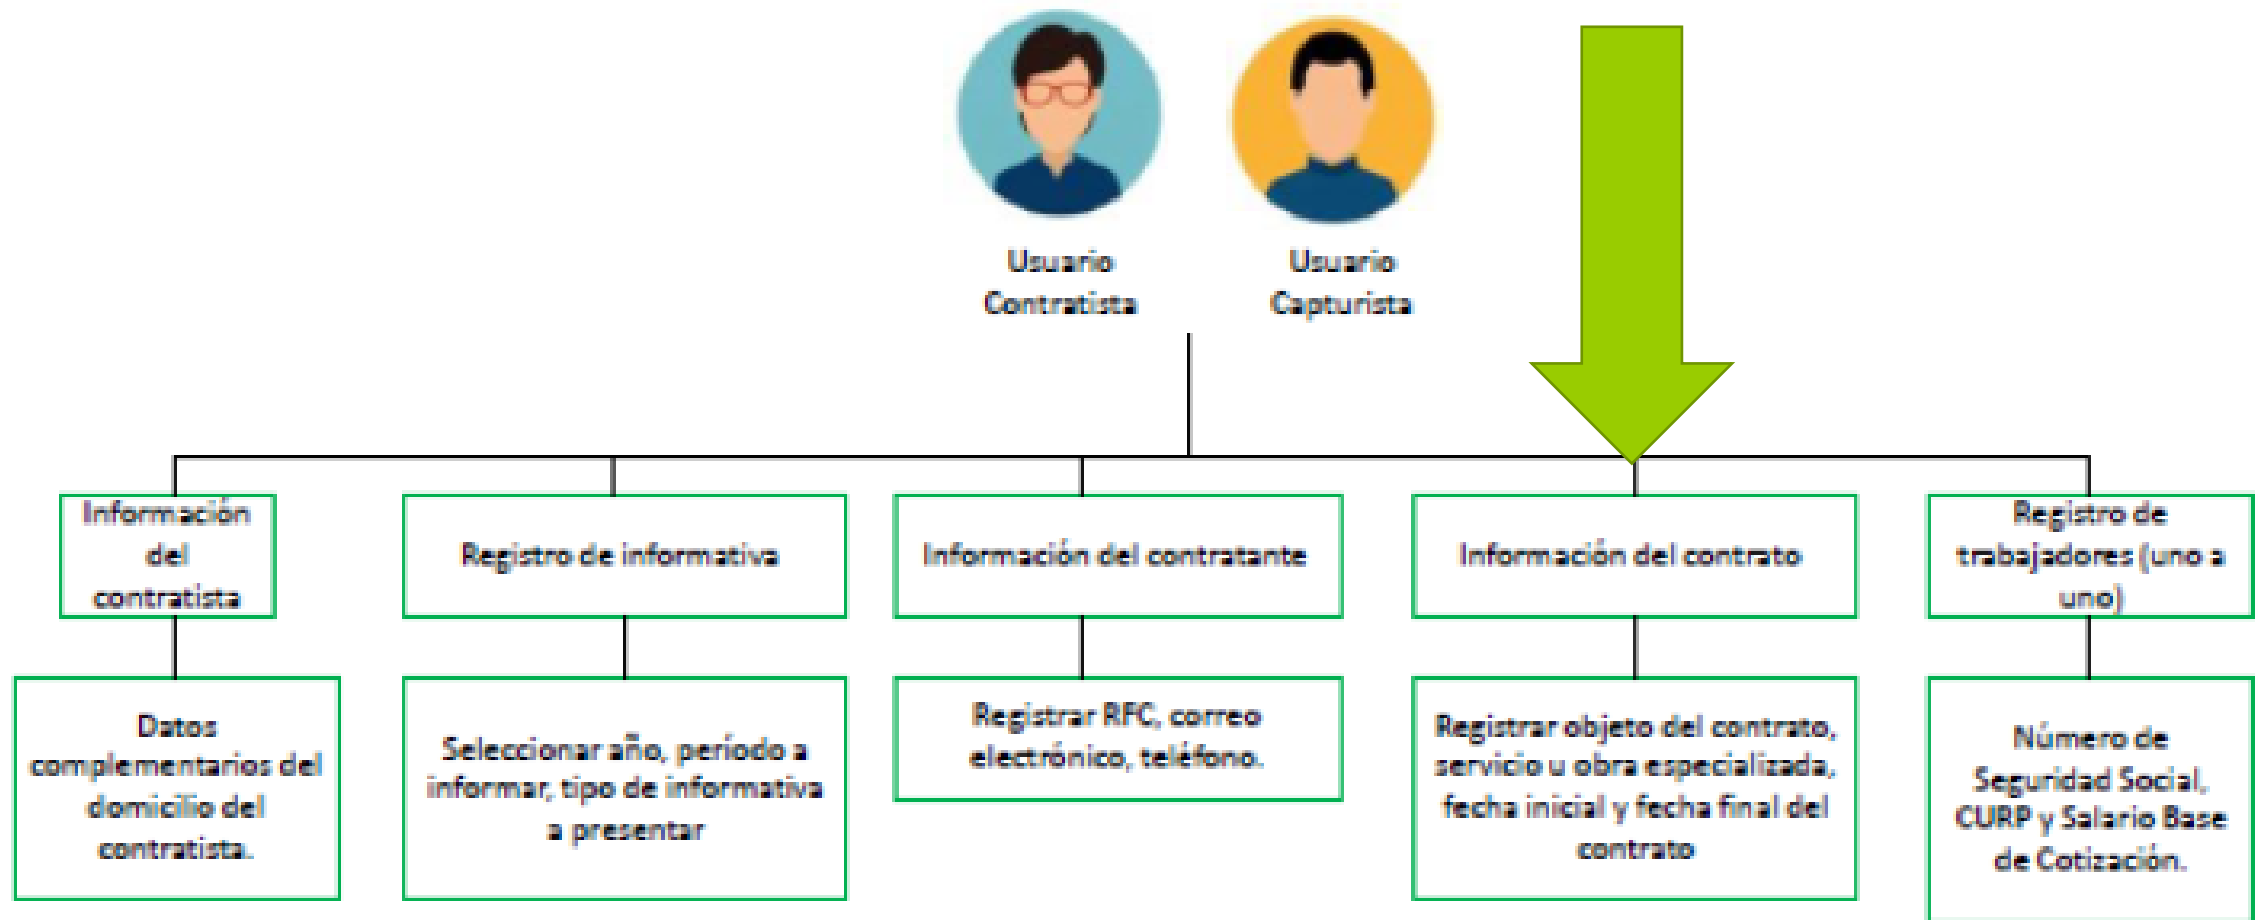 Usuario
Contratista
Usuario
Capturista
Información
del
contratista
Registro de informativa
Información del contratante
Información del contrato
Registro de
trabajadores (uno a
uno)
Datos
complementarios del
domicilio del
contratista.
Seleccionar año, período a
informar, tipo de informativa
a presentar
Registrar RFC, correo
electrónico, teléfono.
Registrar objeto del contrato,
servicio u obra especializada,
fecha inicial y fecha final del
contrato
Número de
Seguridad Social,
CURP y Salario Base
de Cotización.